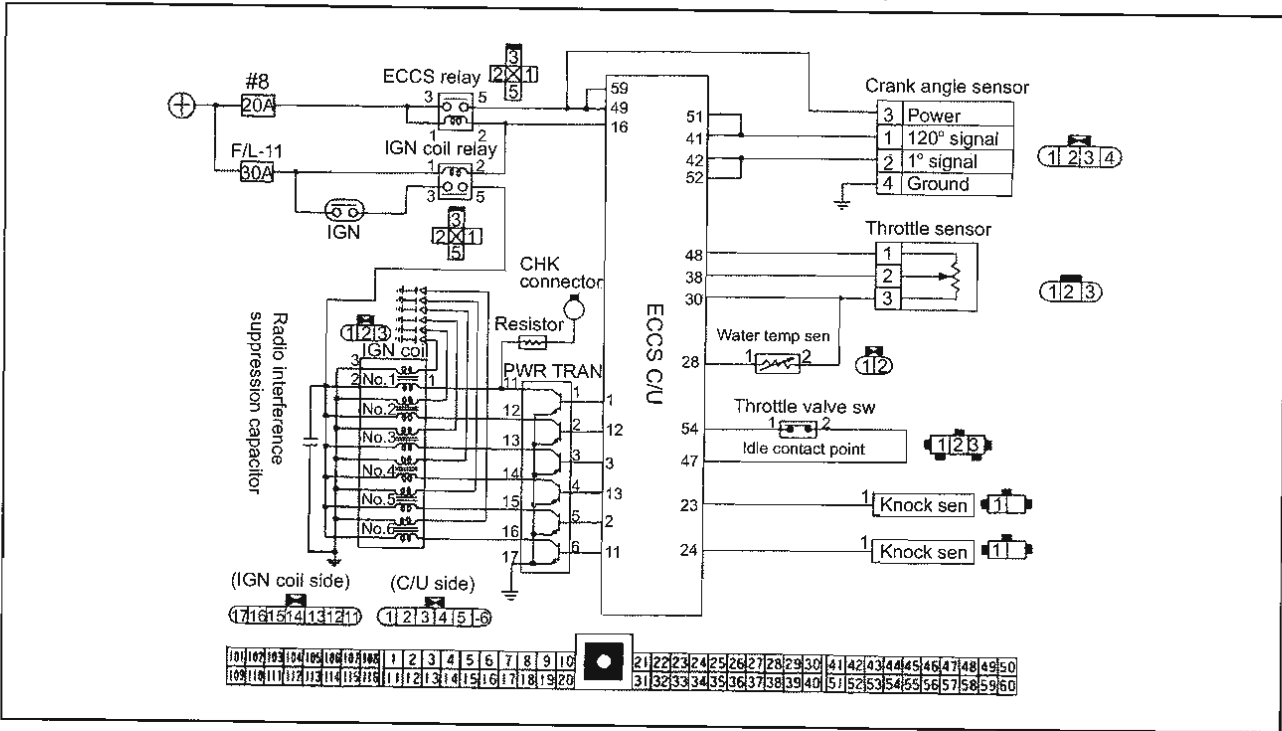 #8
20A
F/L-11
30A
IGN
ECCS relay
3 5
1 2
3
2 1
5
IGN coil relay
1 2
3 5
3
2 1
5
CHK
connector
Resistor
PWR TRAN
Radio interference
suppression capacitor
1 2 3
IGN coil
3
2 No.1 1
No.2
No.3
No.4
No.5
No.6
11 1 1
12 2 12
13 3 3
14 4 13
15 5 2
16 6 11
17
ECCS C/U
59
49
16
51
41
42
52
48
38
30
28
54
47
23
24
Crank angle sensor
3 Power
1 120° signal
2 1° signal
4 Ground
1 2 3 4
Throttle sensor
1
2
3
1 2 3
Water temp sen
1 2
1 2
Throttle valve sw
1 2
Idle contact point
1 2 3
1 Knock sen 1
1 Knock sen 1
(IGN coil side) (C/U side)
17 16 15 14 13 12 11 1 2 3 4 5 -6
101 102 103 104 105 106 107 108 1 2 3 4 5 6 7 8 9 10 21 22 23 24 25 26 27 28 29 30 41 42 43 44 45 46 47 48 49 50
109 110 111 112 113 114 115 116 11 12 13 14 15 16 17 18 19 20 31 32 33 34 35 36 37 38 39 40 51 52 53 54 55 56 57 58 59 60